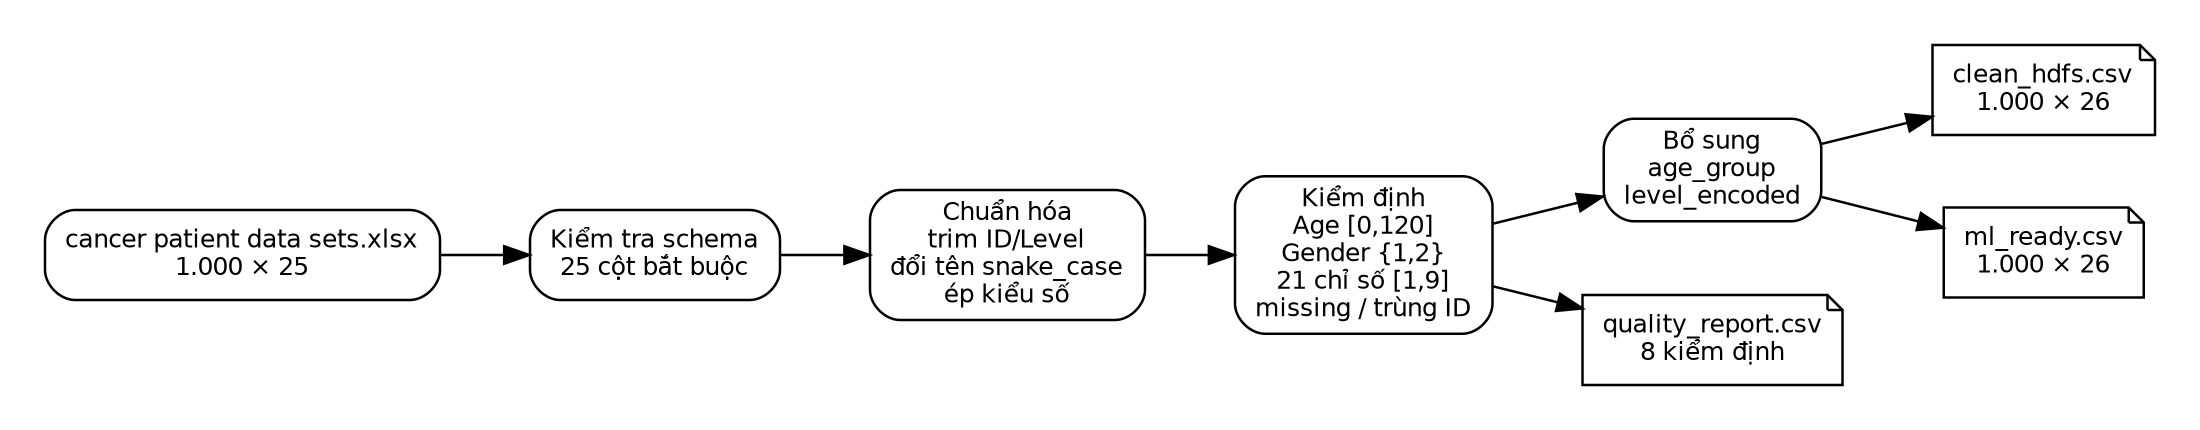 cancer patient data sets.xlsx
1.000 × 25
Kiểm tra schema
25 cột bắt buộc
Chuẩn hóa
trim ID/Level
đổi tên snake_case
ép kiểu số
Kiểm định
Age [0,120]
Gender {1,2}
21 chỉ số [1,9]
missing / trùng ID
Bổ sung
age_group
level_encoded
quality_report.csv
8 kiểm định
clean_hdfs.csv
1.000 × 26
ml_ready.csv
1.000 × 26